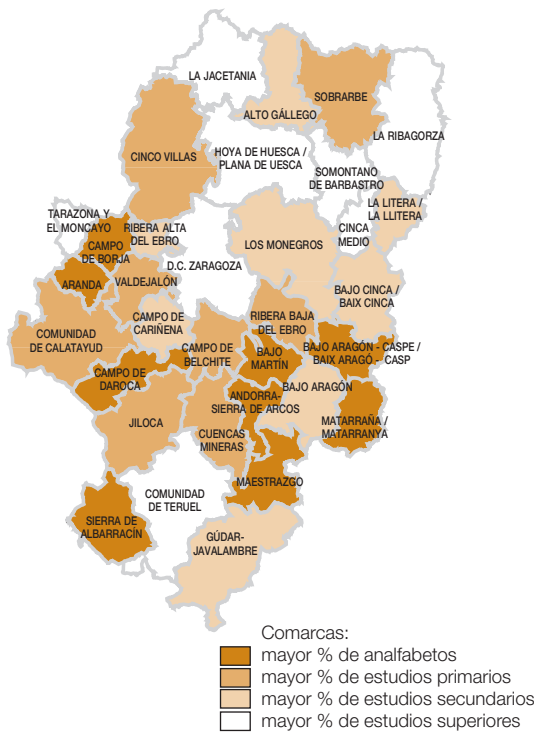 LA JACETANIA
SOBRARBE
ALTO GÁLLEGO
LA RIBAGORZA
HOYA DE HUESCA /
PLANA DE UESCA
CINCO VILLAS
SOMONTANO
DE BARBASTRO
LA LITERA /
LA LLITERA
TARAZONA Y
EL MONCAYO
RIBERA ALTA
DEL EBRO
CINCA
MEDIO
CAMPO
DE BORJA
LOS MONEGROS
D.C. ZARAGOZA
ARANDA
VALDEJALÓN
BAJO CINCA /
BAIX CINCA
CAMPO DE
CARIÑENA
RIBERA BAJA
DEL EBRO
COMUNIDAD
DE CALATAYUD
CAMPO DE
BELCHITE
BAJO
MARTÍN
BAJO ARAGÓN - CASPE /
BAIX ARAGÓ - CASP
CAMPO DE
DAROCA
BAJO ARAGÓN
ANDORRA-
SIERRA DE ARCOS
JILOCA
MATARRAÑA /
MATARRANYA
CUENCAS
MINERAS
MAESTRAZGO
COMUNIDAD
DE TERUEL
SIERRA DE
ALBARRACÍN
GÚDAR-
JAVALAMBRE
Comarcas:
mayor % de analfabetos
mayor % de estudios primarios
mayor % de estudios secundarios
mayor % de estudios superiores